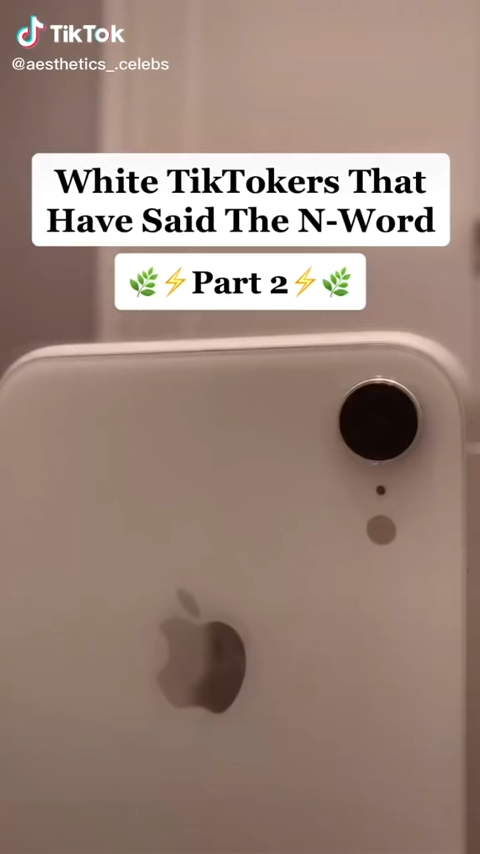 TikTok
@aesthetics_.celebs
White TikTokers That
Have Said The N-Word
🌿⚡Part 2⚡🌿